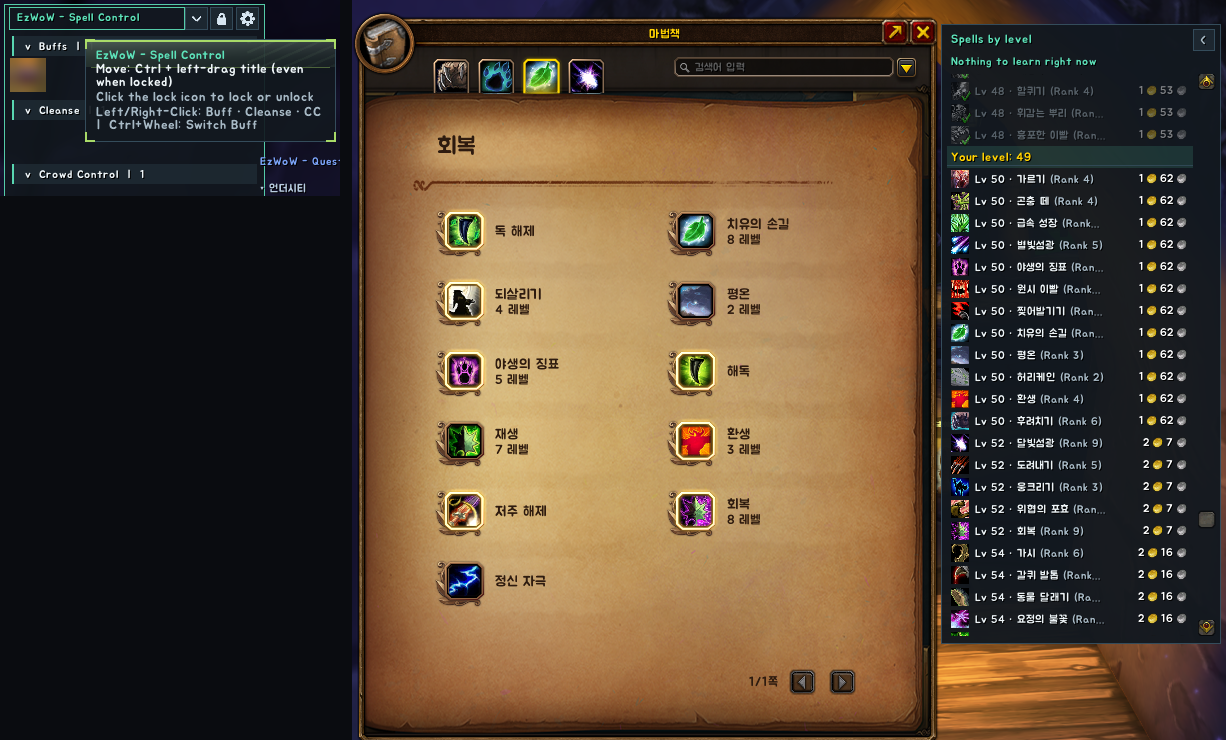 EzWoW - Spell Control
v Buffs |
EzWoW - Spell Control
Move: Ctrl + left-drag title (even
when locked)
Click the lock icon to lock or unlock
Left/Right-Click: Buff · Cleanse · CC
| Ctrl+Wheel: Switch Buff
v Cleanse
EzWoW - Ques
v Crowd Control | 1
언더시티
마법책
검색어 입력
회복
독 해제
치유의 손길
8 레벨
되살리기
4 레벨
평온
2 레벨
야생의 징표
5 레벨
해독
재생
7 레벨
환생
3 레벨
저주 해제
회복
8 레벨
정신 자극
1/1쪽
Spells by level
Nothing to learn right now
Lv 48 · 할퀴기 (Rank 4) 1 53
Lv 48 · 휘감는 뿌리 (Ran... 1 53
Lv 48 · 흉포한 이빨 (Ran... 1 53
Your level: 49
Lv 50 · 가르기 (Rank 4) 1 62
Lv 50 · 곤충 떼 (Rank 4) 1 62
Lv 50 · 급속 성장 (Rank... 1 62
Lv 50 · 별빛섬광 (Rank 5) 1 62
Lv 50 · 야생의 징표 (Ran... 1 62
Lv 50 · 원시 이빨 (Rank... 1 62
Lv 50 · 찢어발기기 (Ran... 1 62
Lv 50 · 치유의 손길 (Ran... 1 62
Lv 50 · 평온 (Rank 3) 1 62
Lv 50 · 허리케인 (Rank 2) 1 62
Lv 50 · 환생 (Rank 4) 1 62
Lv 50 · 후려치기 (Rank 6) 1 62
Lv 52 · 달빛섬광 (Rank 9) 2 7
Lv 52 · 도려내기 (Rank 5) 2 7
Lv 52 · 웅크리기 (Rank 3) 2 7
Lv 52 · 위협의 포효 (Ran... 2 7
Lv 52 · 회복 (Rank 9) 2 7
Lv 54 · 가시 (Rank 6) 2 16
Lv 54 · 갈퀴 발톱 (Rank... 2 16
Lv 54 · 동물 달래기 (Ra... 2 16
Lv 54 · 요정의 불꽃 (Ran... 2 16